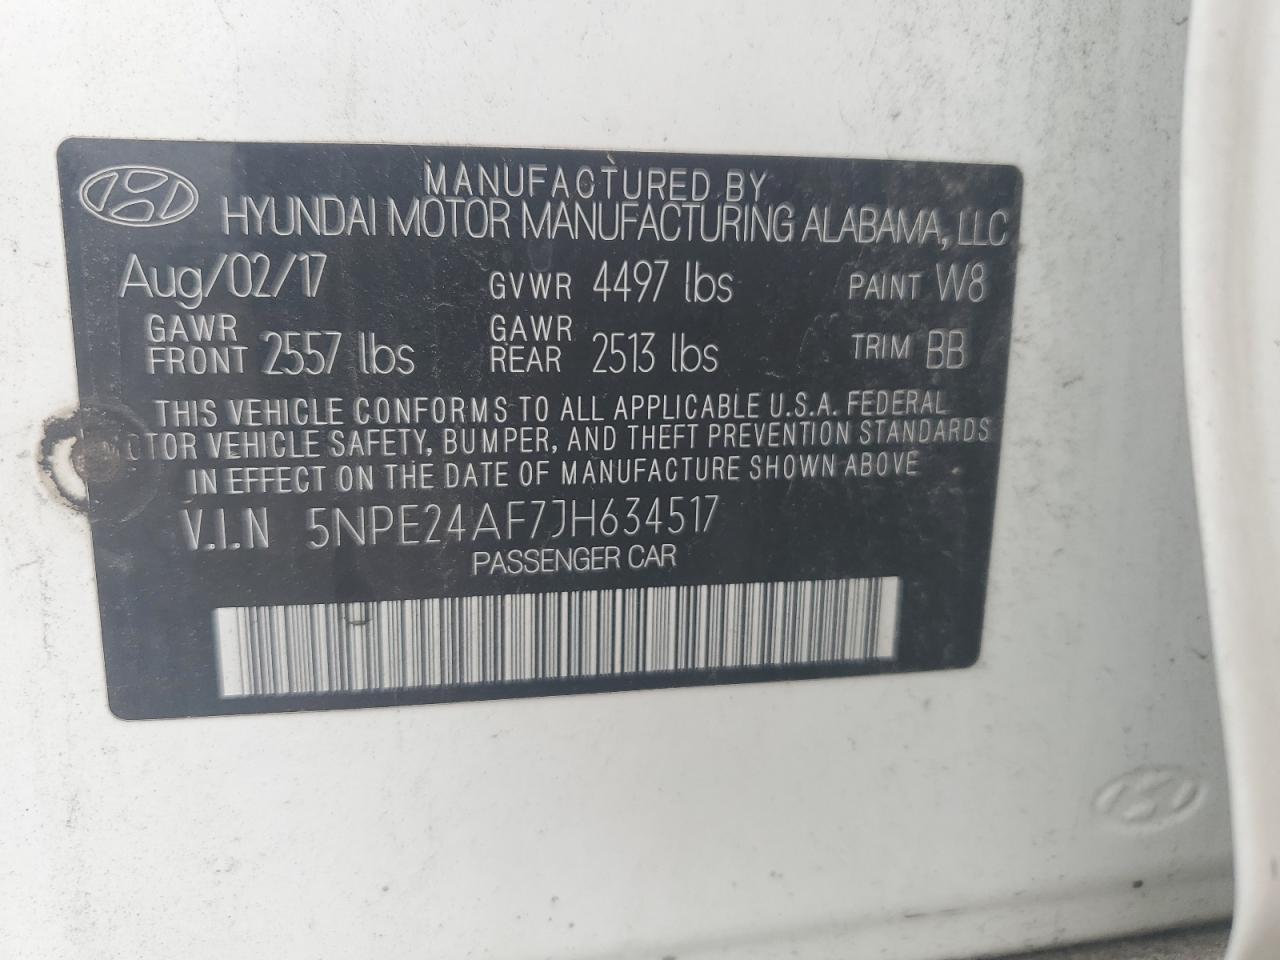 MANUFACTURED BY
HYUNDAI MOTOR MANUFACTURING ALABAMA, LLC
Aug/02/17 GVWR 4497 lbs PAINT W8
GAWR FRONT 2557 lbs GAWR REAR 2513 lbs TRIM BB
THIS VEHICLE CONFORMS TO ALL APPLICABLE U.S.A. FEDERAL
VEHICLE SAFETY, BUMPER, AND THEFT PREVENTION STANDARDS
IN EFFECT ON THE DATE OF MANUFACTURE SHOWN ABOVE
V.I.N 5NPE24AF7JH634517
PASSENGER CAR